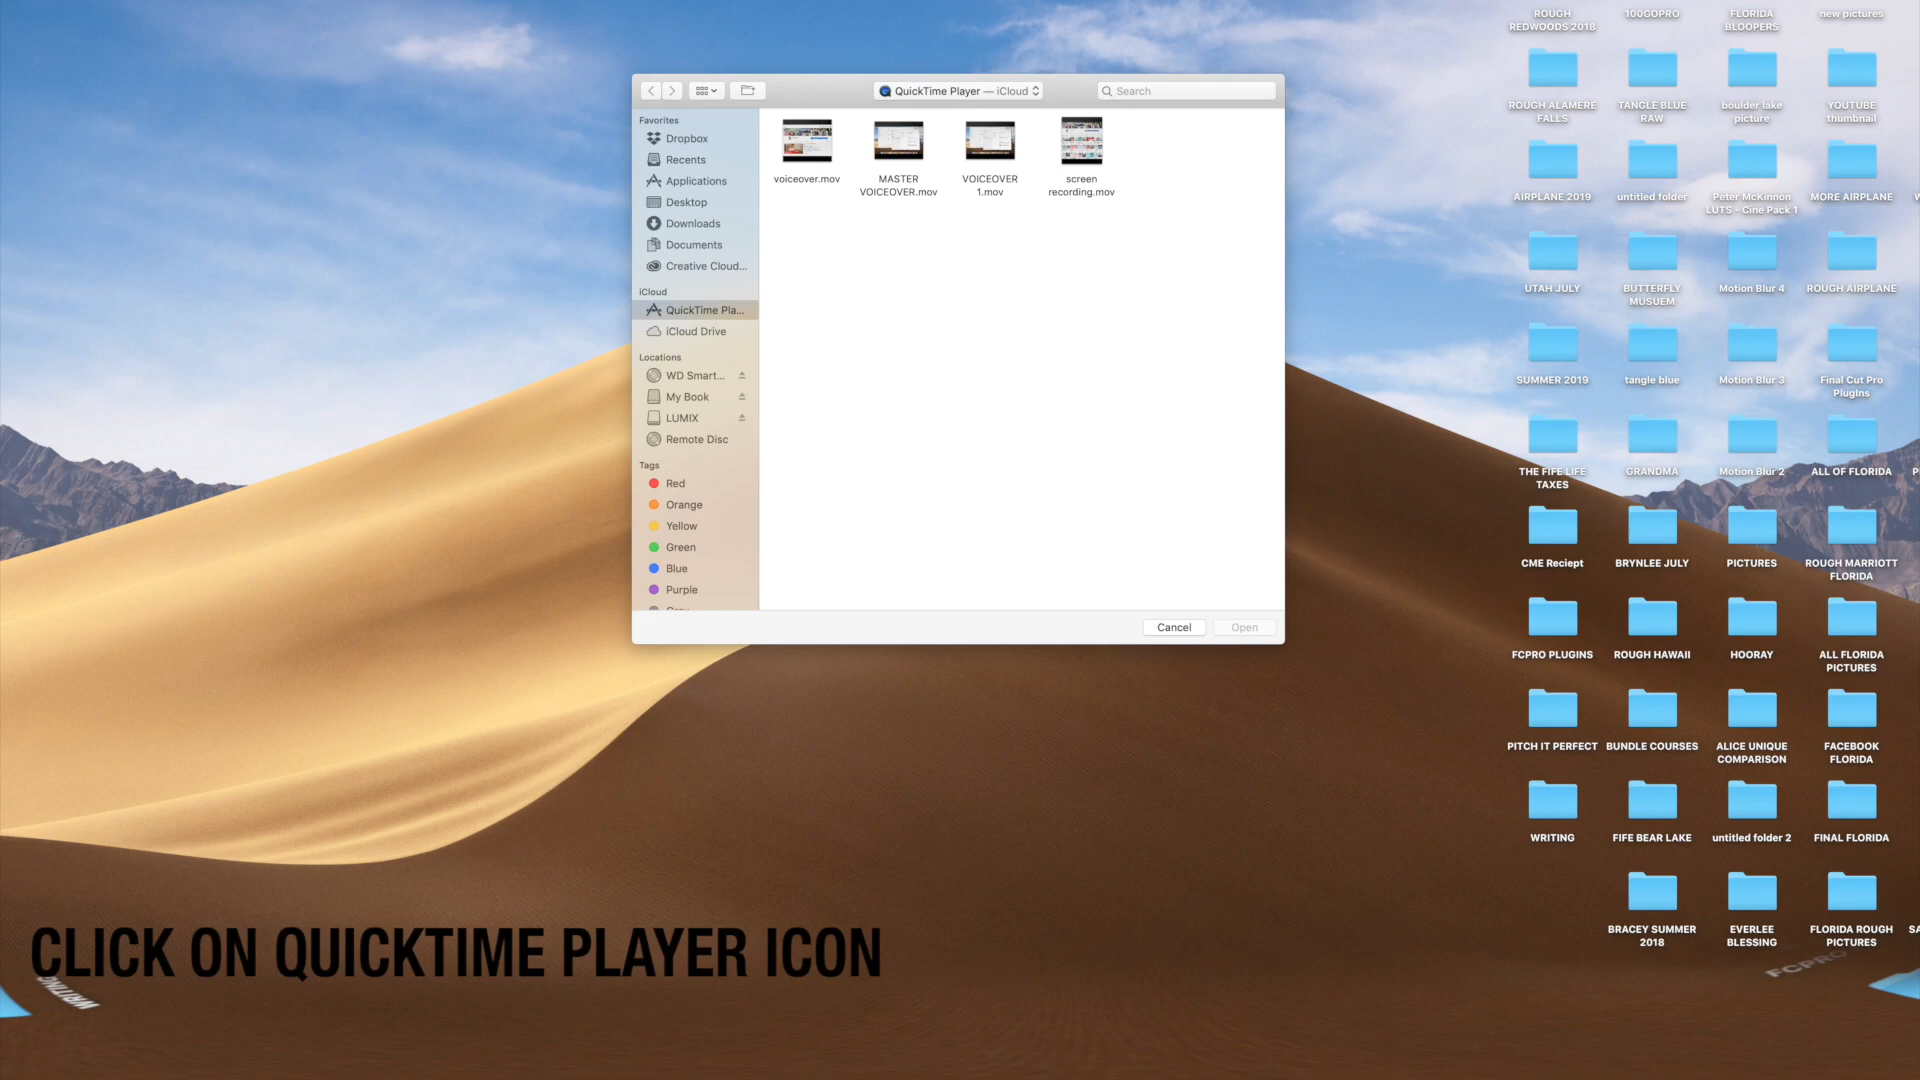 QuickTime Player — iCloud
Search
Favorites
Dropbox
Recents
Applications
Desktop
Downloads
Documents
Creative Cloud...
iCloud
QuickTime Pla...
iCloud Drive
Locations
WD Smart...
My Book
LUMIX
Remote Disc
Tags
Red
Orange
Yellow
Green
Blue
Purple
voiceover.mov
MASTER
VOICEOVER.mov
VOICEOVER
1.mov
screen
recording.mov
Cancel
Open
ROUGH
REDWOODS 2018
100GOPRO
FLORIDA
BLOOPERS
new pictures
ROUGH ALAMERE
FALLS
TANGLE BLUE
RAW
boulder lake
picture
YOUTUBE
thumbnail
AIRPLANE 2019
untitled folder
Peter McKinnon
LUTS - Cine Pack 1
MORE AIRPLANE
UTAH JULY
BUTTERFLY
MUSUEM
Motion Blur 4
ROUGH AIRPLANE
SUMMER 2019
tangle blue
Motion Blur 3
Final Cut Pro
Plugins
THE FIFE LIFE
TAXES
GRANDMA
Motion Blur 2
ALL OF FLORIDA
CME Reciept
BRYNLEE JULY
PICTURES
ROUGH MARRIOTT
FLORIDA
FCPRO PLUGINS
ROUGH HAWAII
HOORAY
ALL FLORIDA
PICTURES
PITCH IT PERFECT
BUNDLE COURSES
ALICE UNIQUE
COMPARISON
FACEBOOK
FLORIDA
WRITING
FIFE BEAR LAKE
untitled folder 2
FINAL FLORIDA
BRACEY SUMMER
2018
EVERLEE
BLESSING
FLORIDA ROUGH
PICTURES
CLICK ON QUICKTIME PLAYER ICON
WRITING
FCPRO